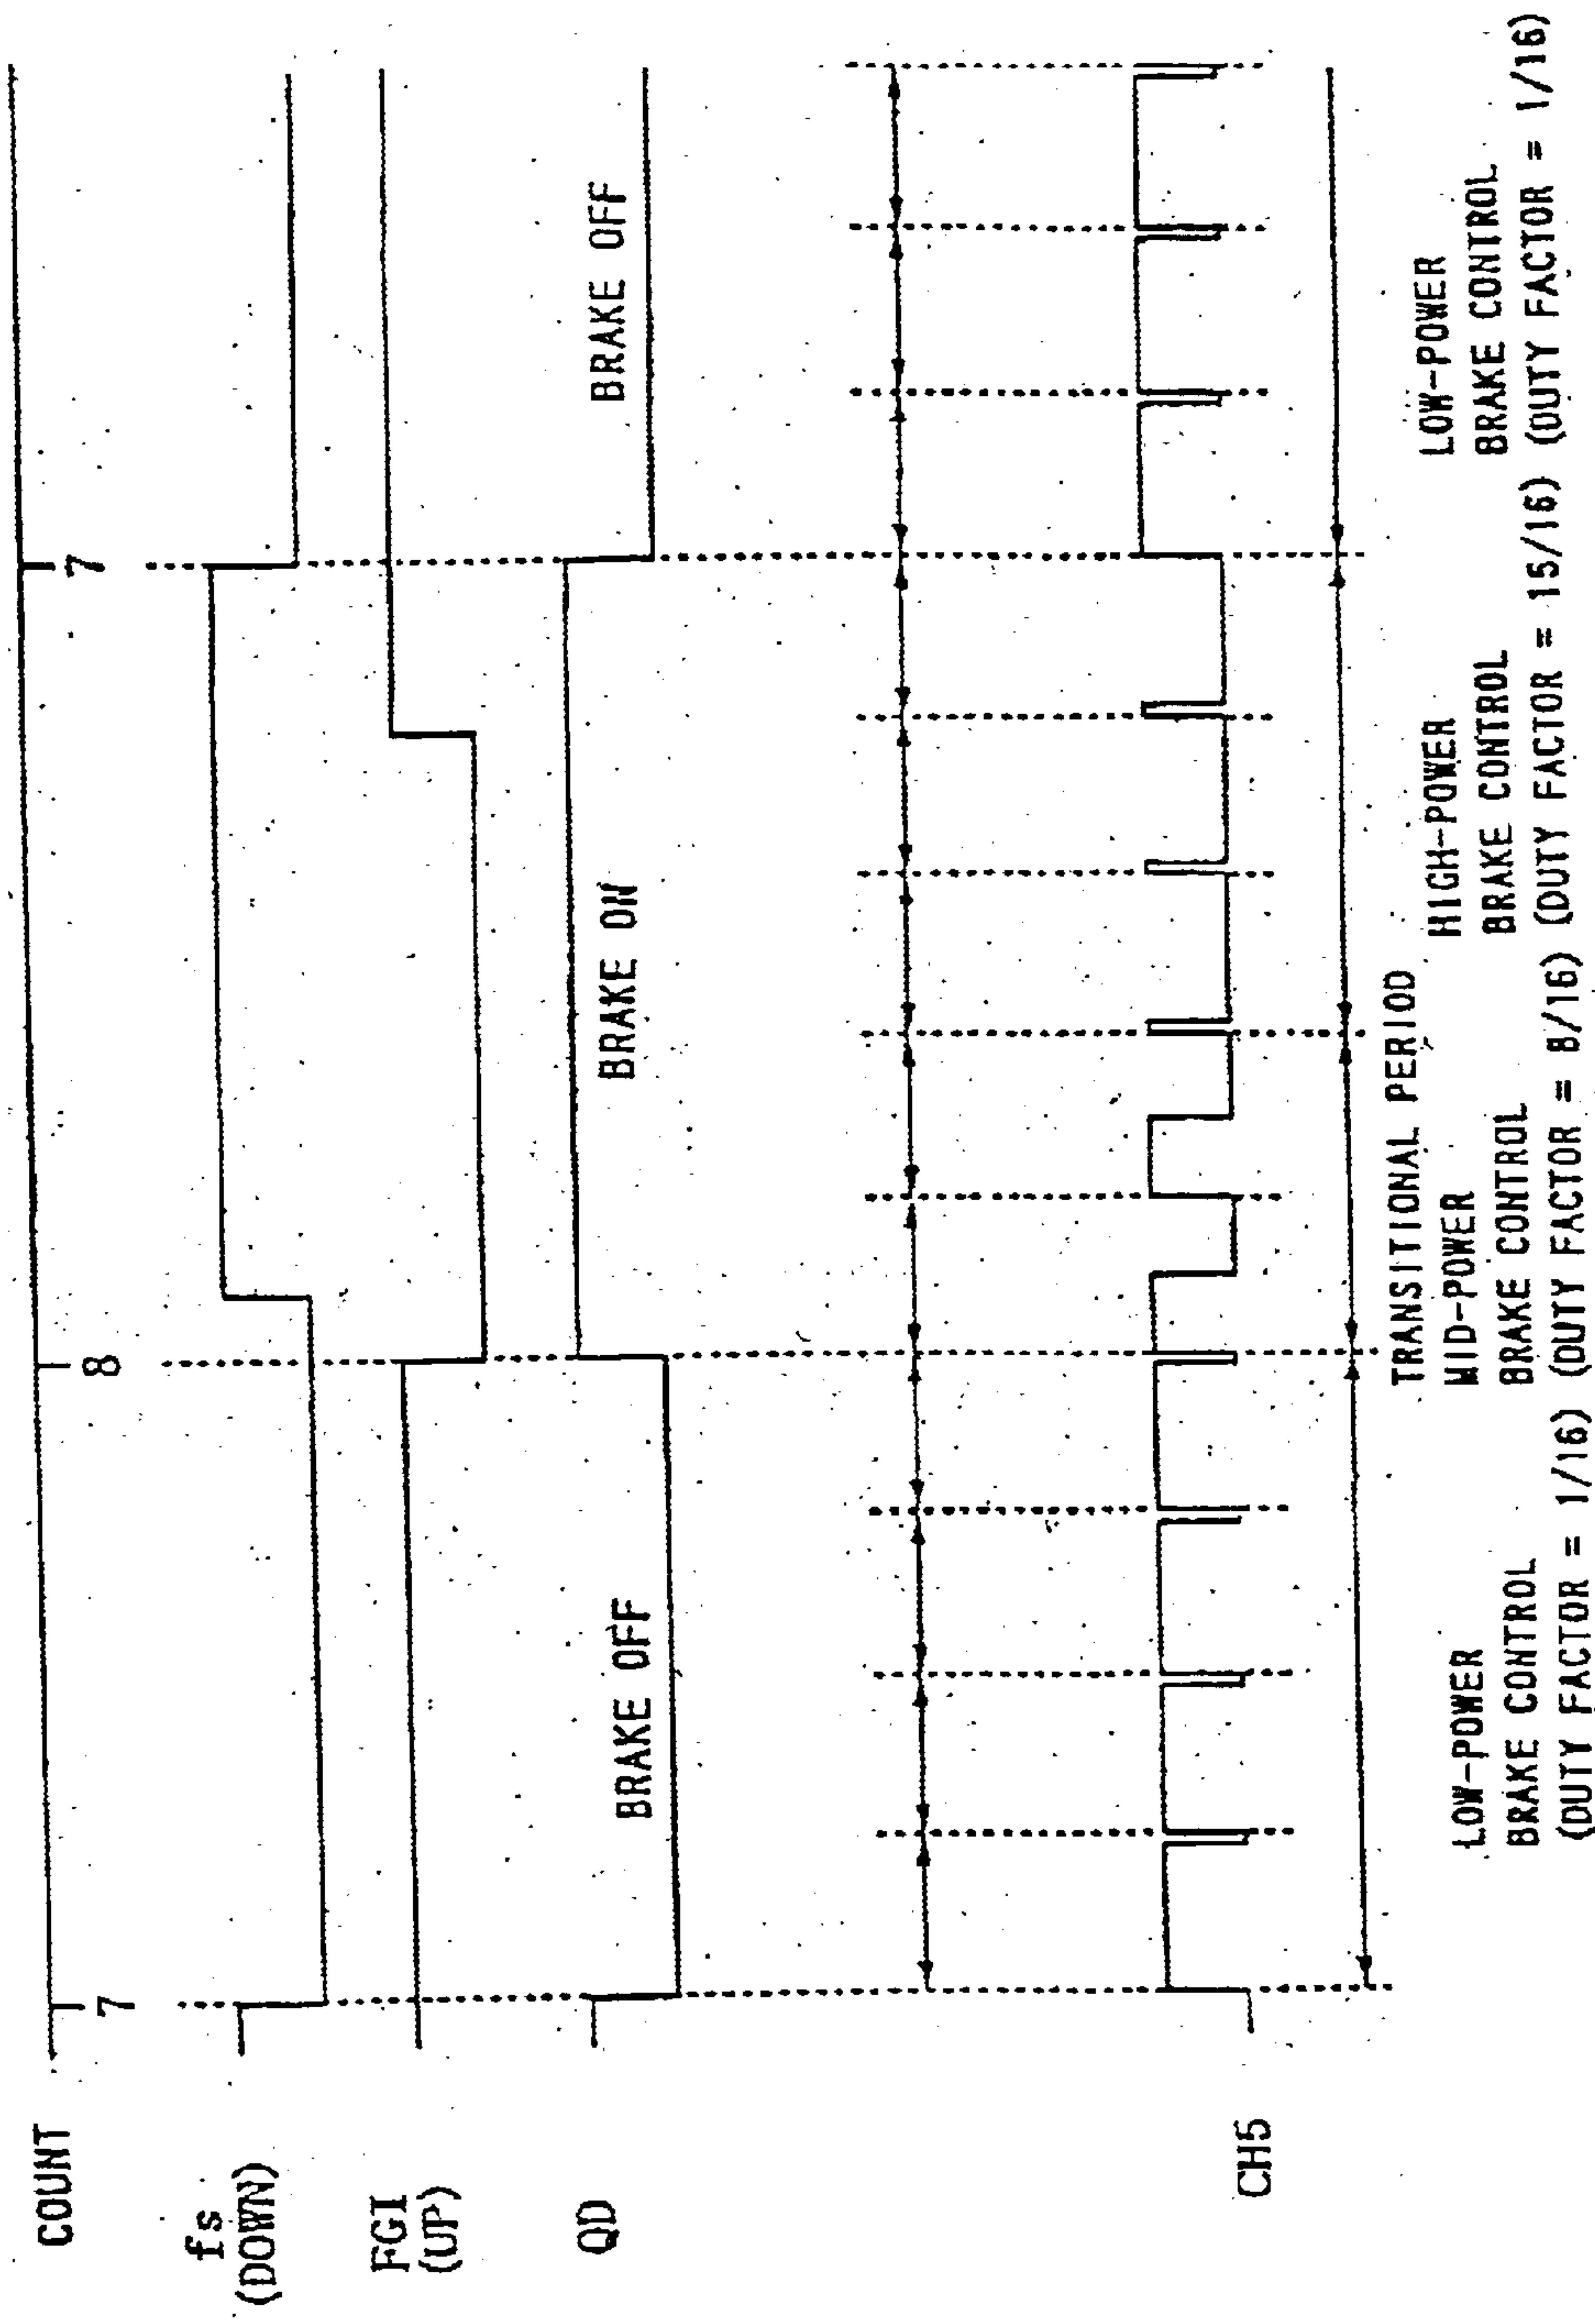 COUNT
7
8
7
fs
(DOWN)
FGI
(UP)
QD
BRAKE OFF
BRAKE ON
BRAKE OFF
CH5
LOW-POWER
BRAKE CONTROL
(DUTY FACTOR = 1/16)
TRANSITIONAL PERIOD
MID-POWER
BRAKE CONTROL
(DUTY FACTOR = 8/16)
HIGH-POWER
BRAKE CONTROL
(DUTY FACTOR = 15/16)
LOW-POWER
BRAKE CONTROL
(DUTY FACTOR = 1/16)